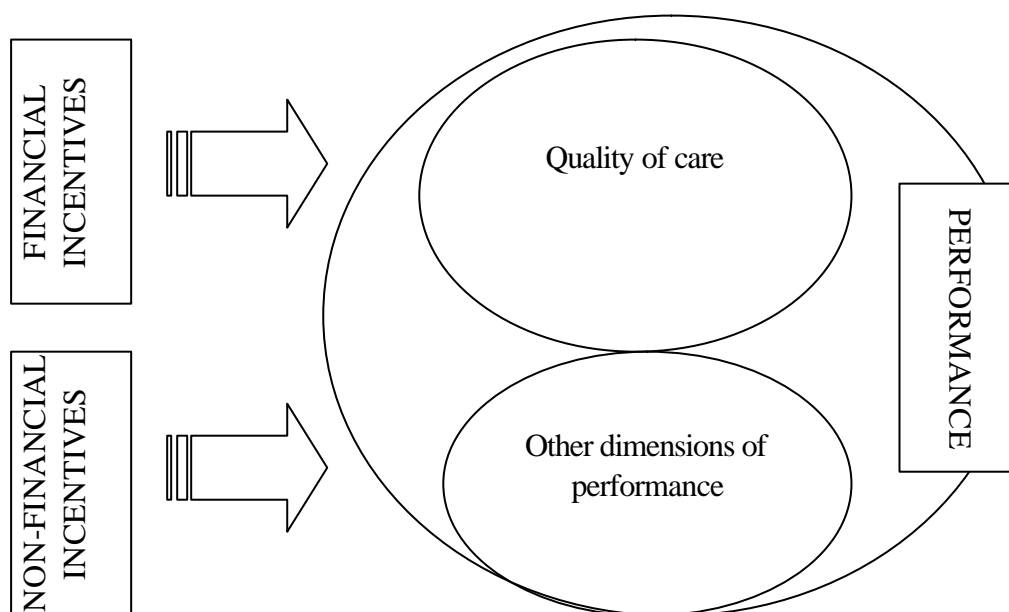 FINANCIAL
INCENTIVES
NON-FINANCIAL
INCENTIVES
Quality of care
Other dimensions of
performance
PERFORMANCE